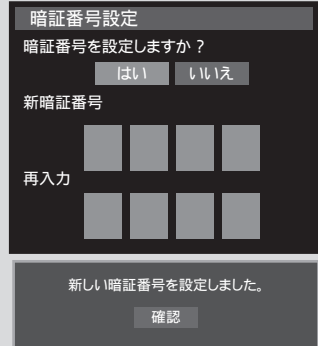 暗証番号設定
暗証番号を設定しますか？
はい いいえ
新暗証番号
再入力
新しい暗証番号を設定しました。
確認